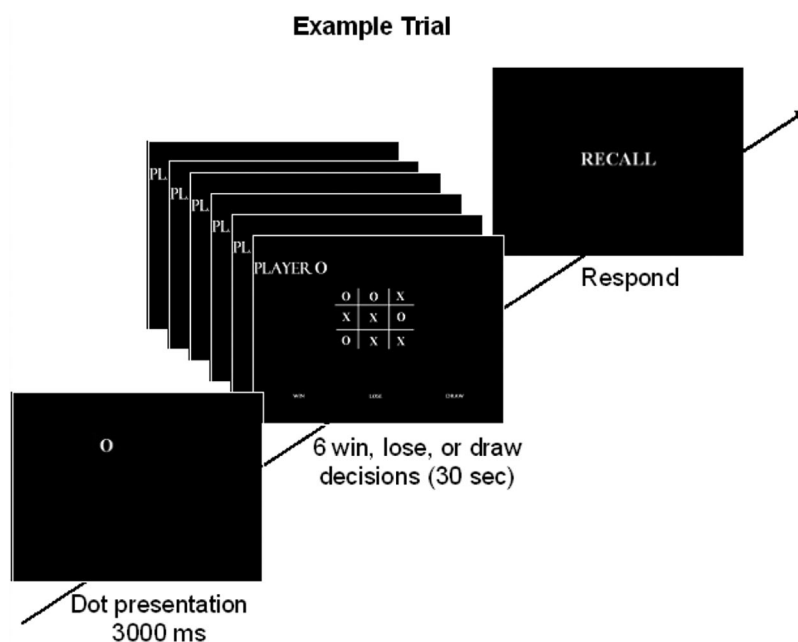 Example Trial
RECALL
Respond
PL
PL
PL
PL
PL
PLAYER O
O O X
X X O
O X X
WIN LOSE DRAW
6 win, lose, or draw
decisions (30 sec)
O
Dot presentation
3000 ms